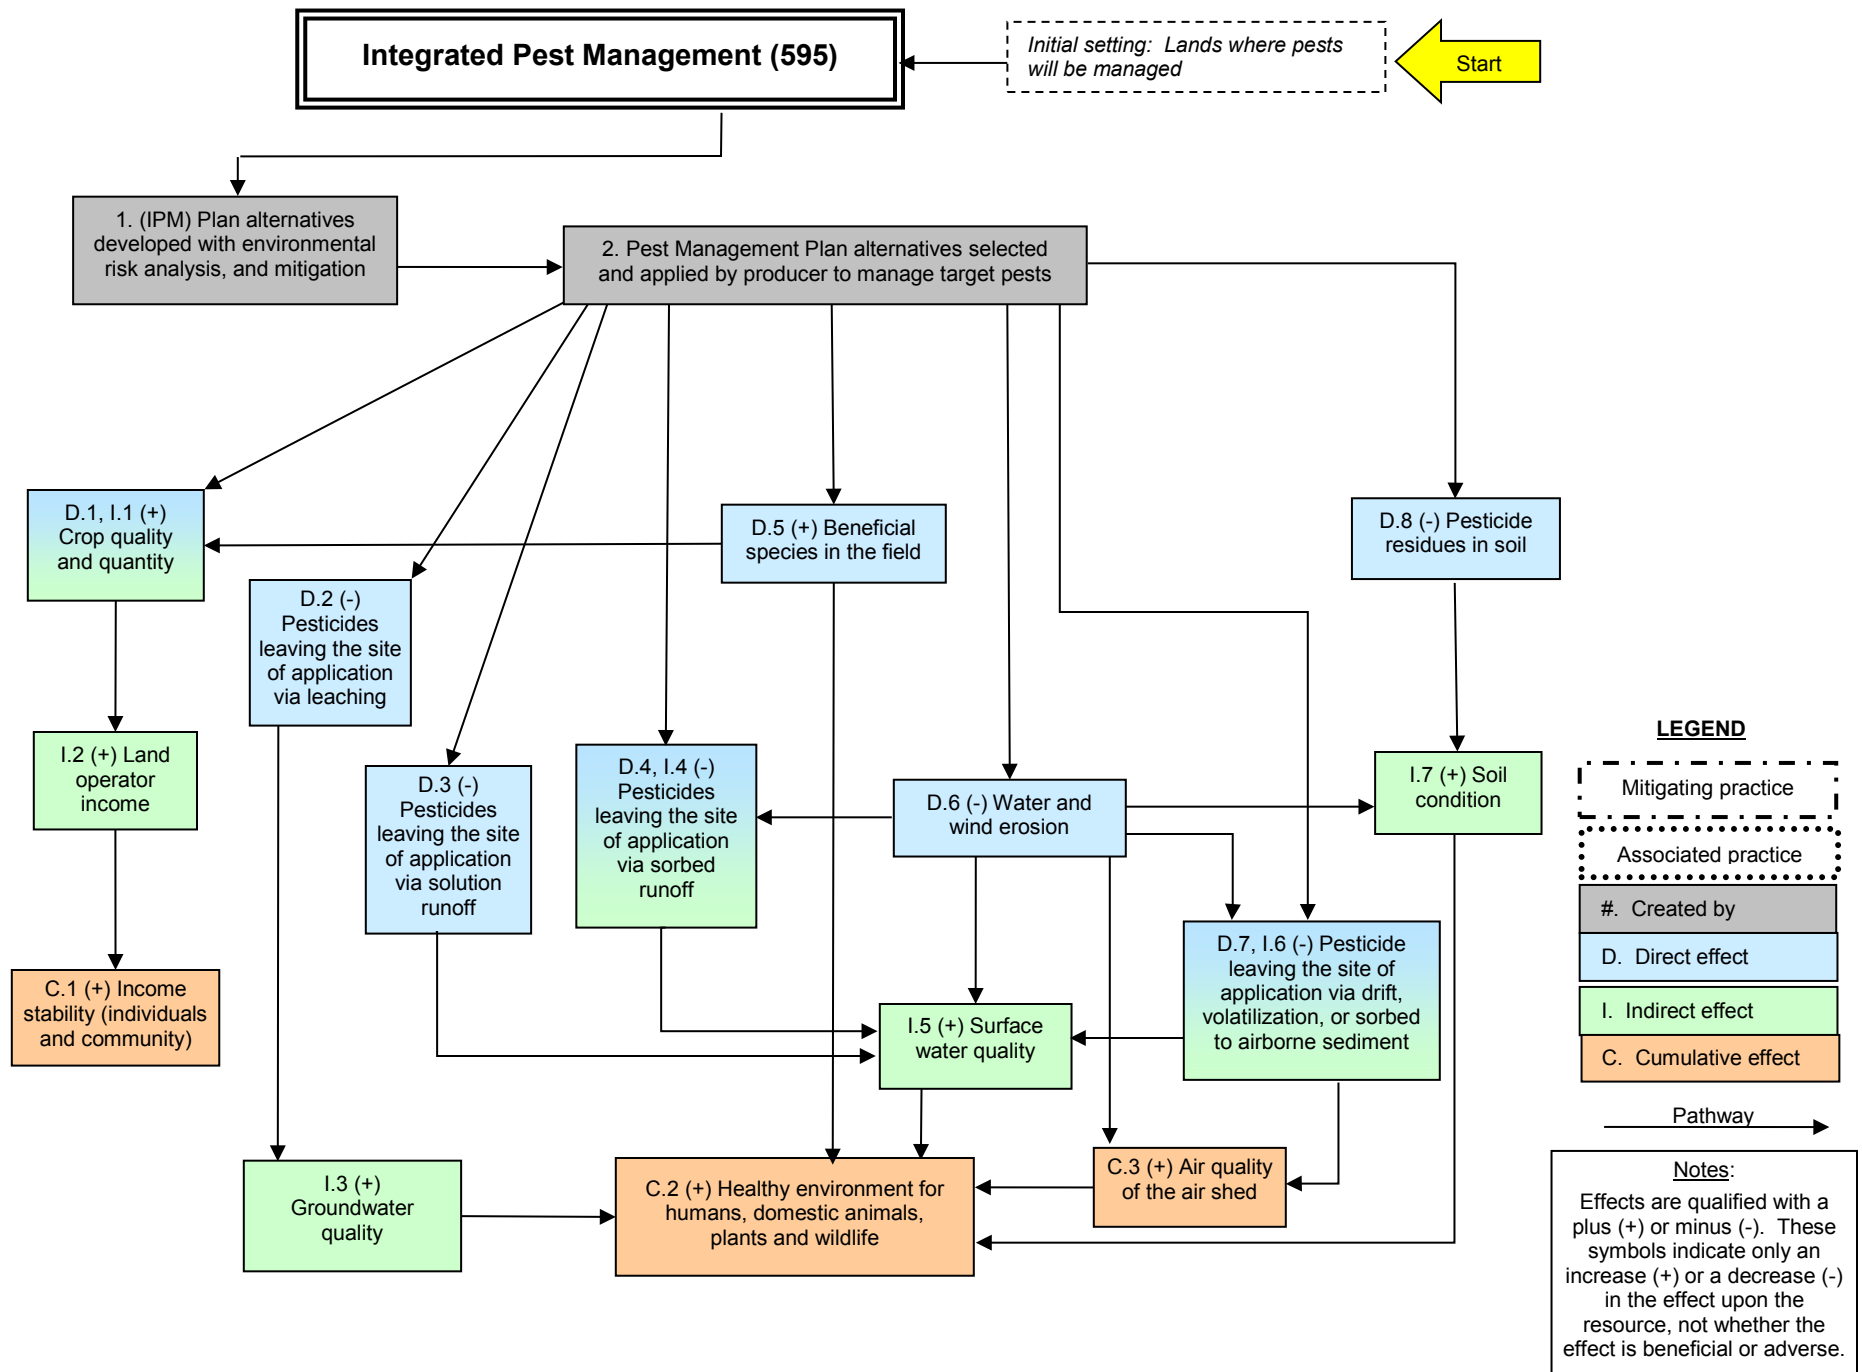 Integrated Pest Management (595)
Initial setting:  Lands where pests
will be managed
Start
1. (IPM) Plan alternatives
developed with environmental
risk analysis, and mitigation
2. Pest Management Plan alternatives selected
and applied by producer to manage target pests
D.1, I.1 (+)
Crop quality
and quantity
D.5 (+) Beneficial
species in the field
D.8 (-) Pesticide
residues in soil
D.2 (-)
Pesticides
leaving the site
of application
via leaching
I.2 (+) Land
operator
income
D.3 (-)
Pesticides
leaving the site
of application
via solution
runoff
D.4, I.4 (-)
Pesticides
leaving the site
of application
via sorbed
runoff
D.6 (-) Water and
wind erosion
I.7 (+) Soil
condition
D.7, I.6 (-) Pesticide
leaving the site of
application via drift,
volatilization, or sorbed
to airborne sediment
C.1 (+) Income
stability (individuals
and community)
I.5 (+) Surface
water quality
I.3 (+)
Groundwater
quality
C.2 (+) Healthy environment for
humans, domestic animals,
plants and wildlife
C.3 (+) Air quality
of the air shed
LEGEND
Mitigating practice
Associated practice
#.  Created by
D.  Direct effect
I.  Indirect effect
C.  Cumulative effect
Pathway
Notes:
Effects are qualified with a
plus (+) or minus (-).  These
symbols indicate only an
increase (+) or a decrease (-)
in the effect upon the
resource, not whether the
effect is beneficial or adverse.